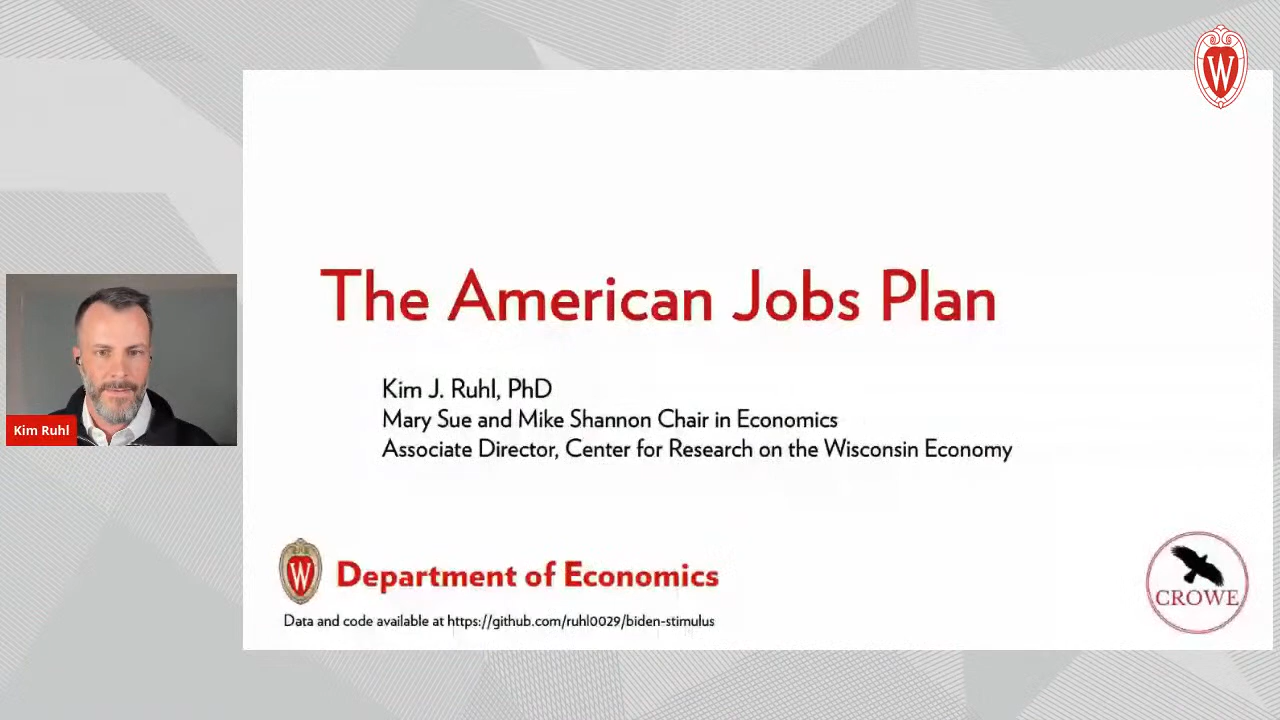 W
The American Jobs Plan
Kim J. Ruhl, PhD
Mary Sue and Mike Shannon Chair in Economics
Associate Director, Center for Research on the Wisconsin Economy
Kim Ruhl
W Department of Economics
CROWE
Data and code available at https://github.com/ruhl0029/biden-stimulus